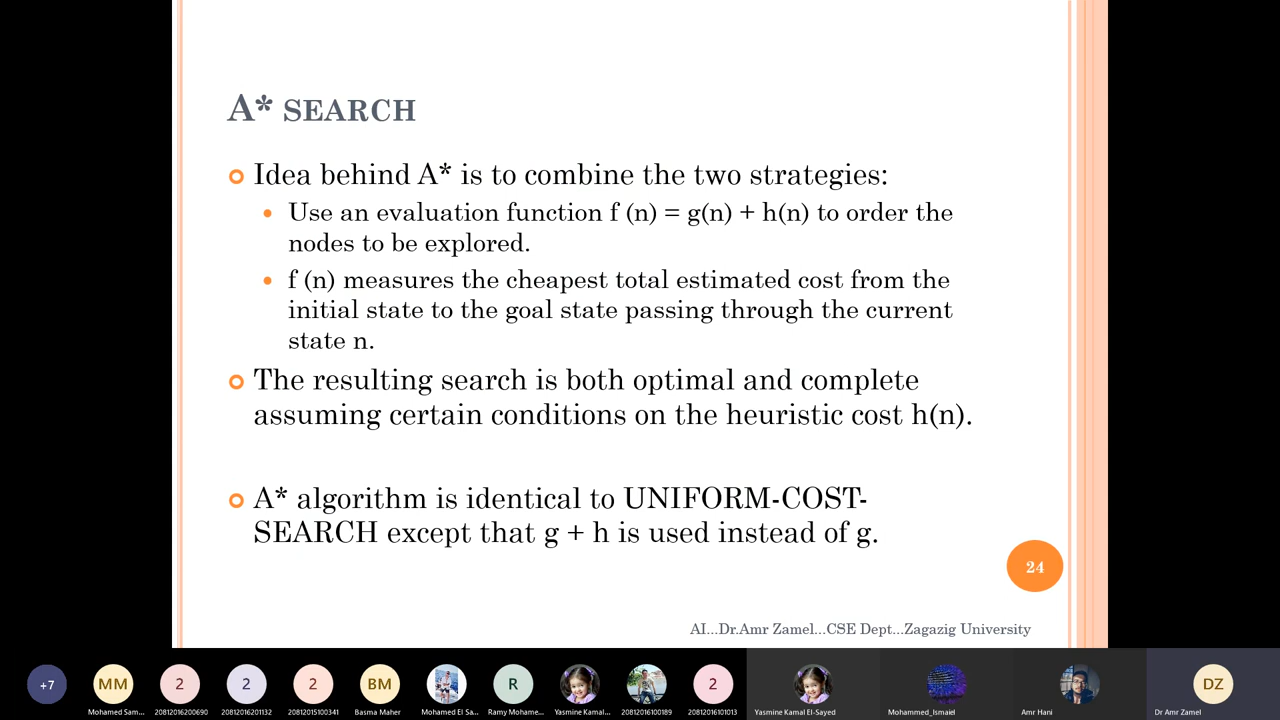 A* SEARCH
Idea behind A* is to combine the two strategies:
Use an evaluation function f (n) = g(n) + h(n) to order the
nodes to be explored.
f (n) measures the cheapest total estimated cost from the
initial state to the goal state passing through the current
state n.
The resulting search is both optimal and complete
assuming certain conditions on the heuristic cost h(n).
A* algorithm is identical to UNIFORM-COST-
SEARCH except that g + h is used instead of g.
24
AI...Dr.Amr Zamel...CSE Dept...Zagazig University
+7 MM 2 2 2 BM R 2 DZ
Mohamed Sam... 20812016200690 20812016201132 20812015100341 Basma Maher Mohamed El Sa... Ramy Mohame... Yasmine Kamal... 20812016100189 20812016101013 Yasmine Kamal El-Sayed Mohammed_Ismaiel Amr Hani Dr Amr Zamel